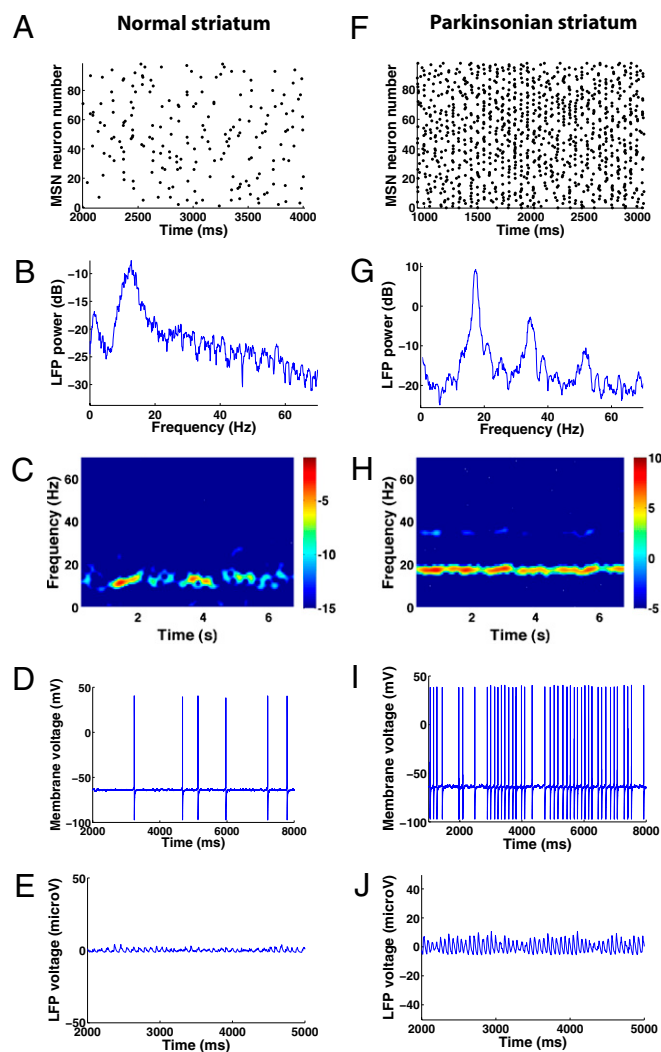 Normal striatum
Parkinsonian striatum
A
MSN neuron number
80
60
40
20
0
2000 2500 3000 3500 4000
Time (ms)
F
MSN neuron number
80
60
40
20
0
1000 1500 2000 2500 3000
Time (ms)
B
LFP power (dB)
−10
−15
−20
−25
−30
0 20 40 60
Frequency (Hz)
G
LFP power (dB)
10
0
−10
−20
0 20 40 60
Frequency (Hz)
C
Frequency (Hz)
60
40
20
0
2 4 6
Time (s)
-5
-10
-15
H
Frequency (Hz)
60
40
20
0
2 4 6
Time (s)
10
5
0
-5
D
Membrane voltage (mV)
50
0
−50
−100
2000 4000 6000 8000
Time (ms)
I
Membrane voltage (mV)
50
0
−50
−100
2000 4000 6000 8000
Time (ms)
E
LFP voltage (microV)
50
0
−50
2000 3000 4000 5000
Time (ms)
J
LFP voltage (microV)
40
20
0
−20
−40
2000 3000 4000 5000
Time (ms)